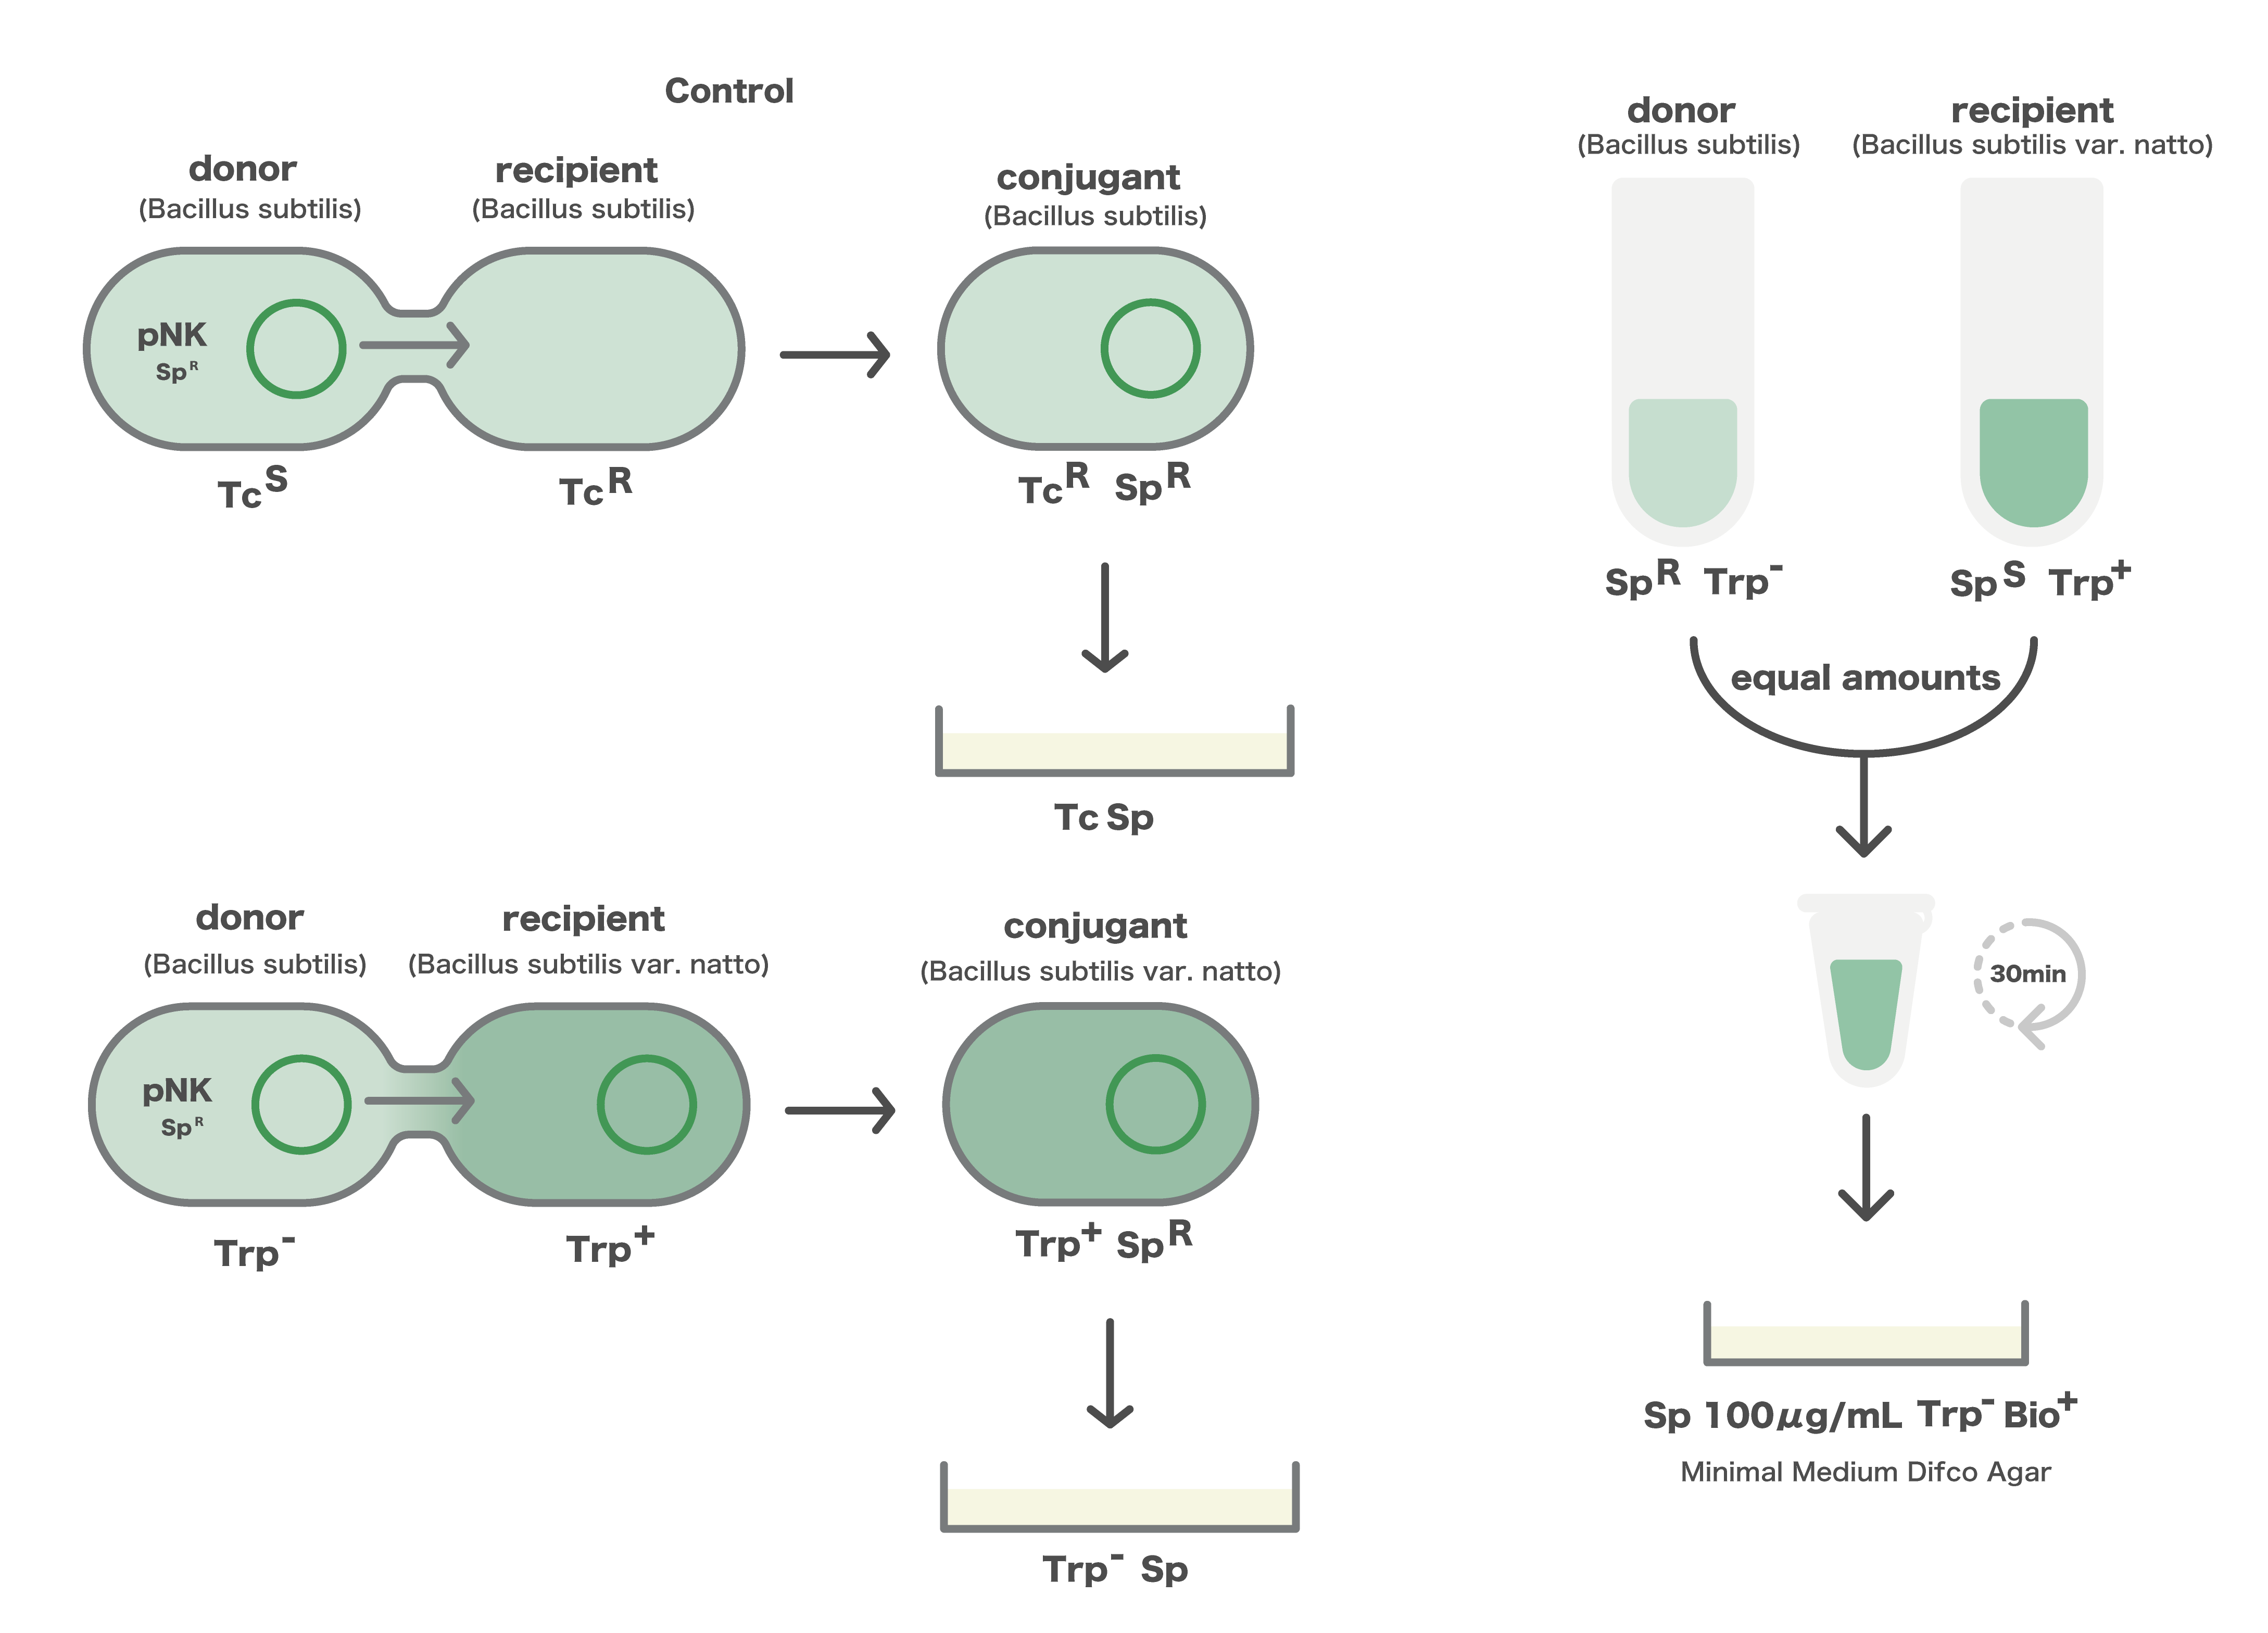 Control
donor
(Bacillus subtilis)
recipient
(Bacillus subtilis)
conjugant
(Bacillus subtilis)
pNK
Sp^R
Tc^S
Tc^R
Tc^R Sp^R
Tc Sp
donor
(Bacillus subtilis)
recipient
(Bacillus subtilis var. natto)
conjugant
(Bacillus subtilis var. natto)
pNK
Sp^R
Trp^-
Trp^+
Trp^+ Sp^R
Trp^- Sp
donor
(Bacillus subtilis)
recipient
(Bacillus subtilis var. natto)
Sp^R Trp^-
Sp^S Trp^+
equal amounts
30min
Sp 100μg/mL Trp^- Bio^+
Minimal Medium Difco Agar